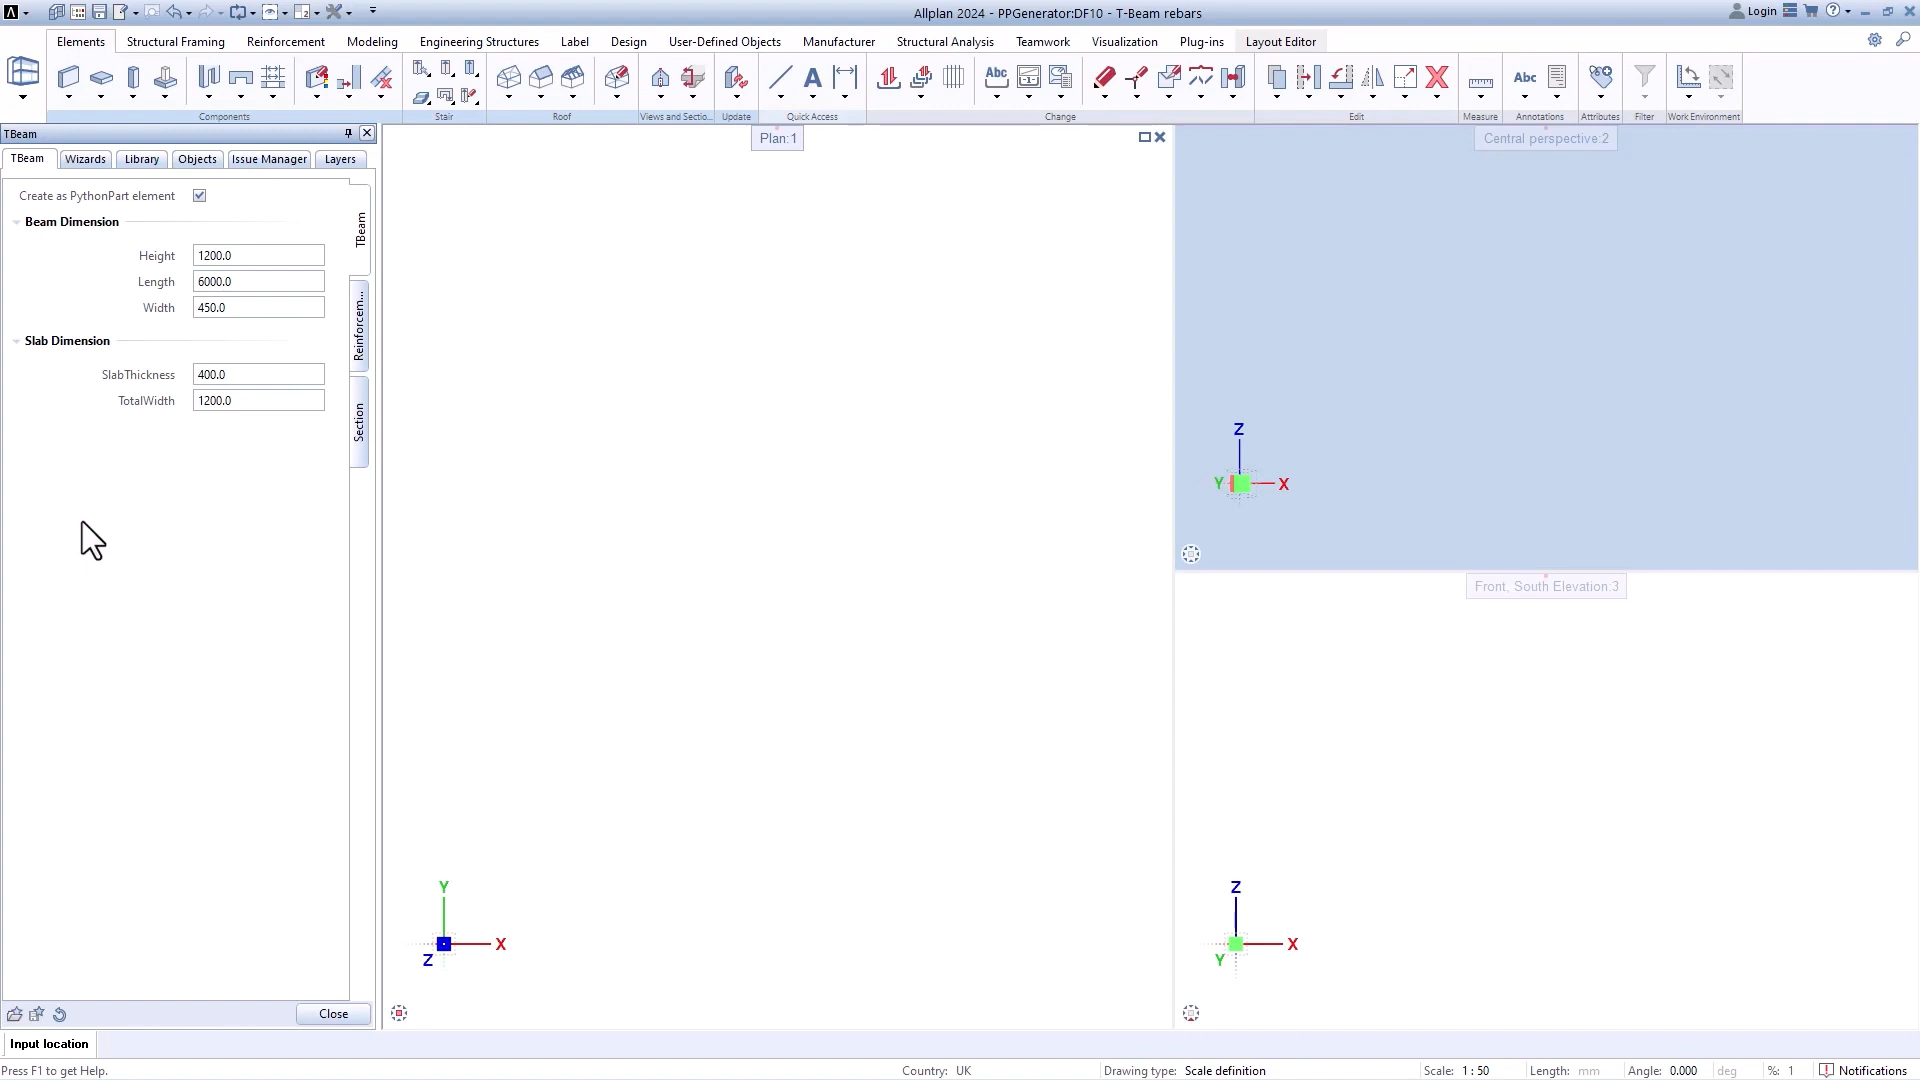 Allplan 2024 - PPGenerator:DF10 - T-Beam rebars
Login
Elements
Structural Framing
Reinforcement
Modeling
Engineering Structures
Label
Design
User-Defined Objects
Manufacturer
Structural Analysis
Teamwork
Visualization
Plug-ins
Layout Editor
Components
Stair
Roof
Views and Sectio...
Update
Quick Access
Change
Edit
Measure
Annotations
Attributes
Filter
Work Environment
TBeam
TBeam
Wizards
Library
Objects
Issue Manager
Layers
Create as PythonPart element
Beam Dimension
Height 1200.0
Length 6000.0
Width 450.0
Slab Dimension
SlabThickness 400.0
TotalWidth 1200.0
TBeam
Reinforcem...
Section
Close
Plan:1
Y
X
Z
Central perspective:2
Z
Y
X
Front, South Elevation:3
Z
X
Y
Input location
Press F1 to get Help.
Country: UK
Drawing type: Scale definition
Scale: 1 : 50
Length: mm
Angle: 0.000 deg
%: 1
Notifications